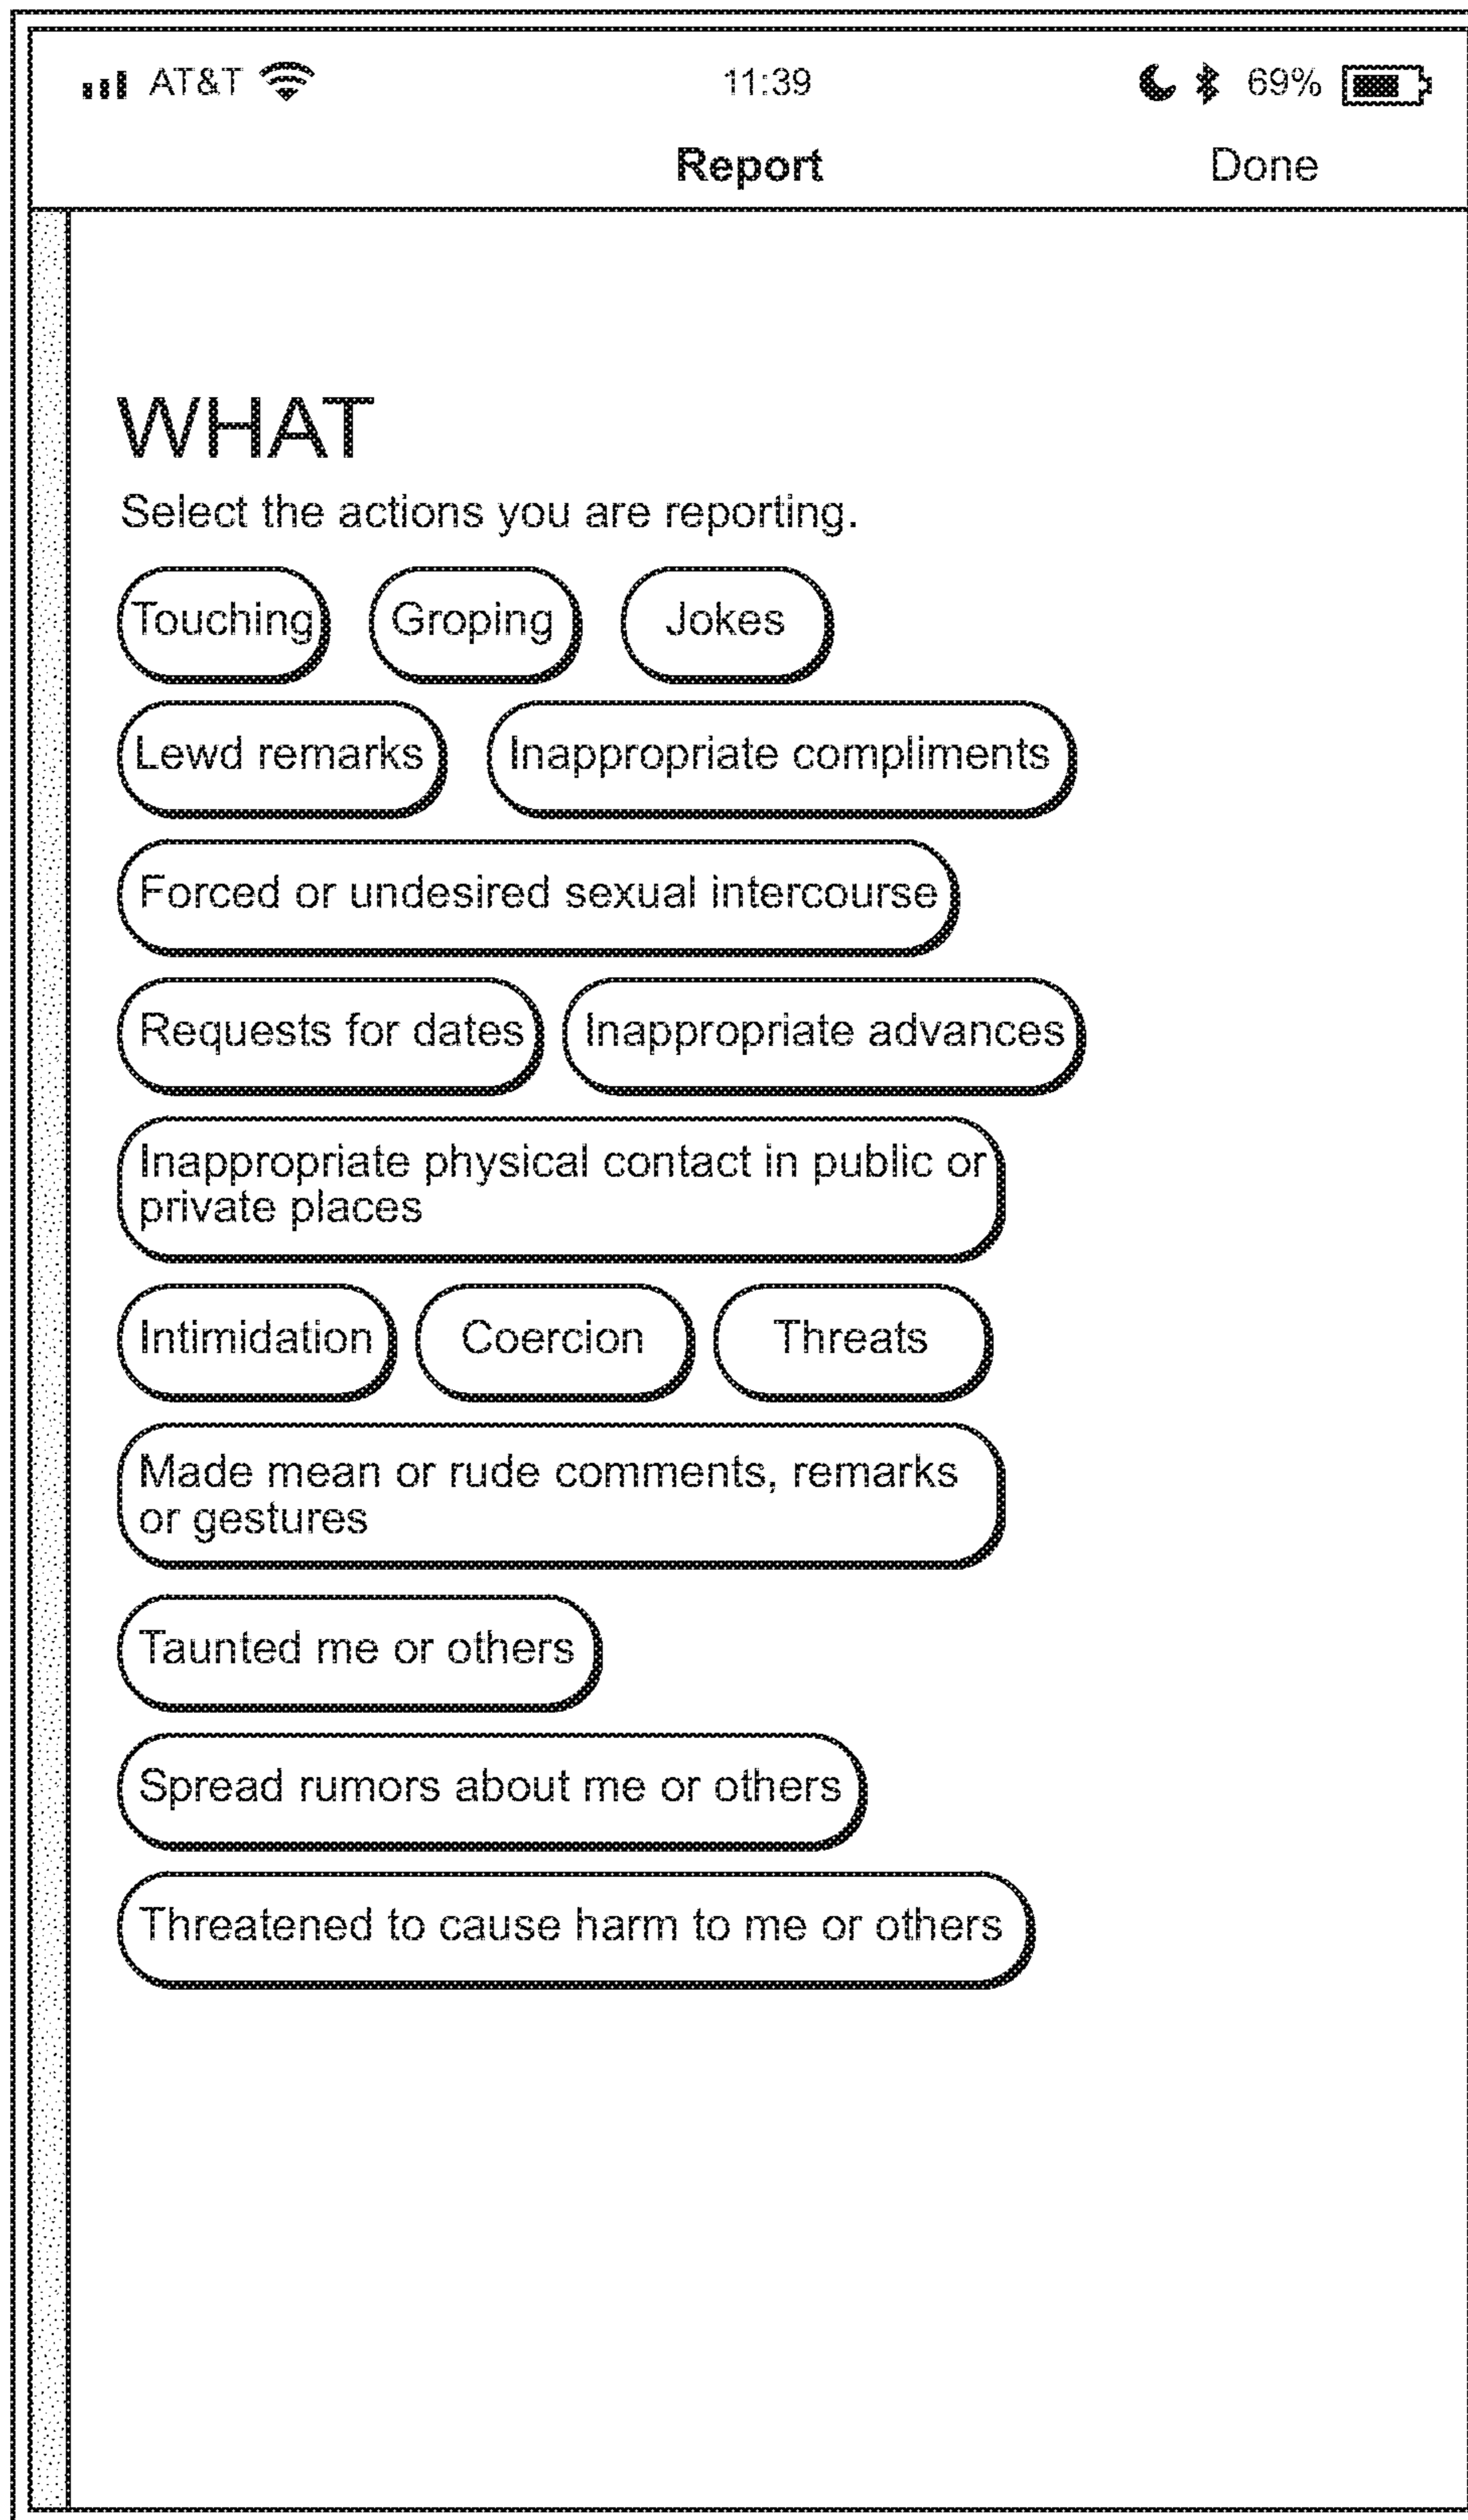 AT&T 11:39 69%
Report Done
WHAT
Select the actions you are reporting.
Touching Groping Jokes
Lewd remarks Inappropriate compliments
Forced or undesired sexual intercourse
Requests for dates Inappropriate advances
Inappropriate physical contact in public or
private places
Intimidation Coercion Threats
Made mean or rude comments, remarks
or gestures
Taunted me or others
Spread rumors about me or others
Threatened to cause harm to me or others